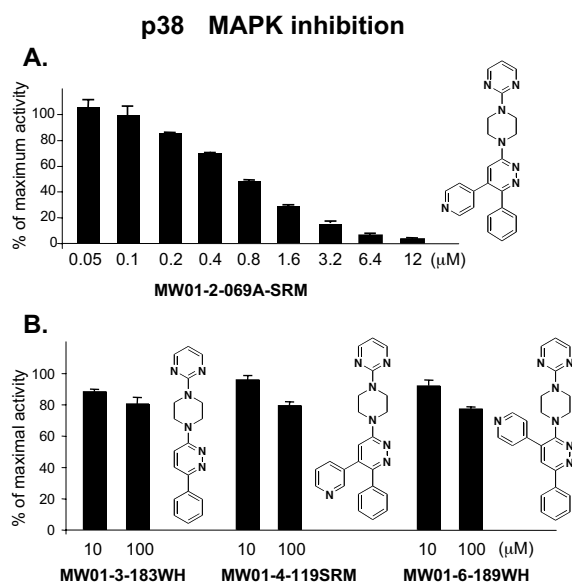 p38 MAPK inhibition
A.
% of maximum activity
100
80
60
40
20
0
0.05 0.1 0.2 0.4 0.8 1.6 3.2 6.4 12 (μM)
MW01-2-069A-SRM
N N
N
N
N
N
N
B.
% of maximal activity
100
80
60
40
20
0
N N
N
N
N
N
N N
N
N
N
N
N
N N
N
N
N
N
N
10 100 10 100 10 100 (μM)
MW01-3-183WH MW01-4-119SRM MW01-6-189WH